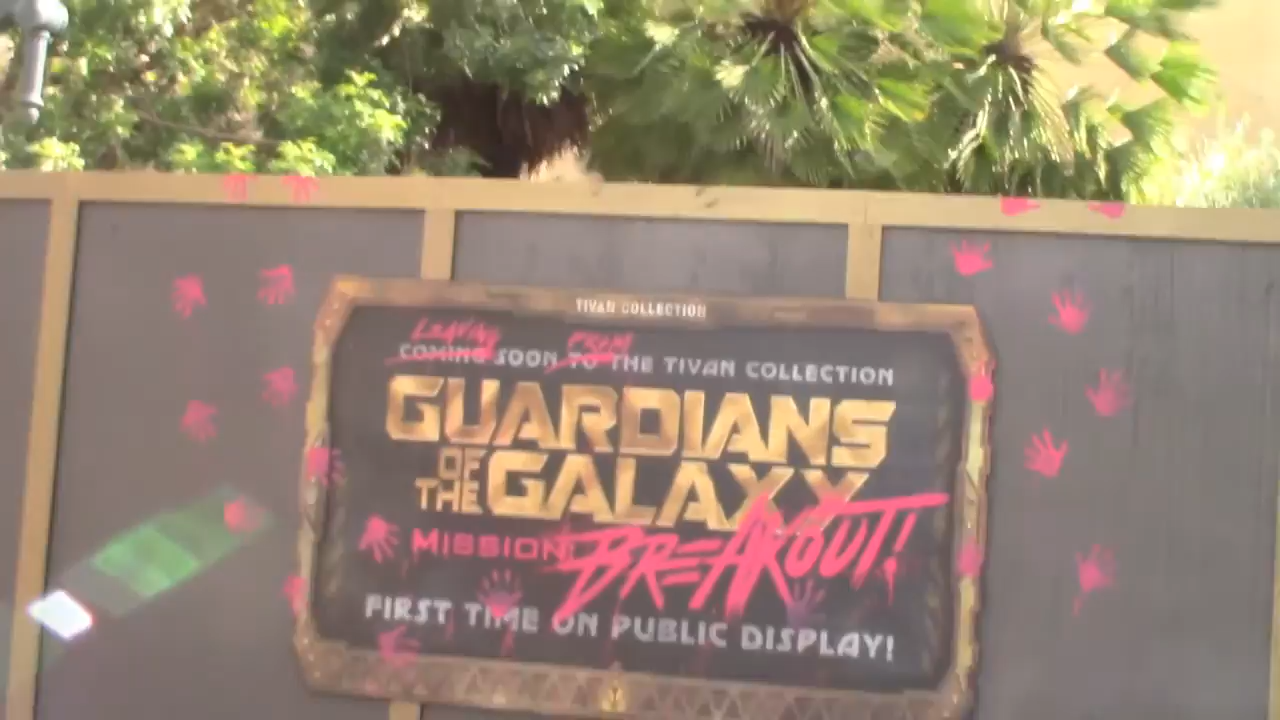 TIVAN COLLECTION
LEAVING FROM
COMING SOON TO THE TIVAN COLLECTION
GUARDIANS
OF THE GALAXY
MISSION: BREAKOUT!
FIRST TIME ON PUBLIC DISPLAY!